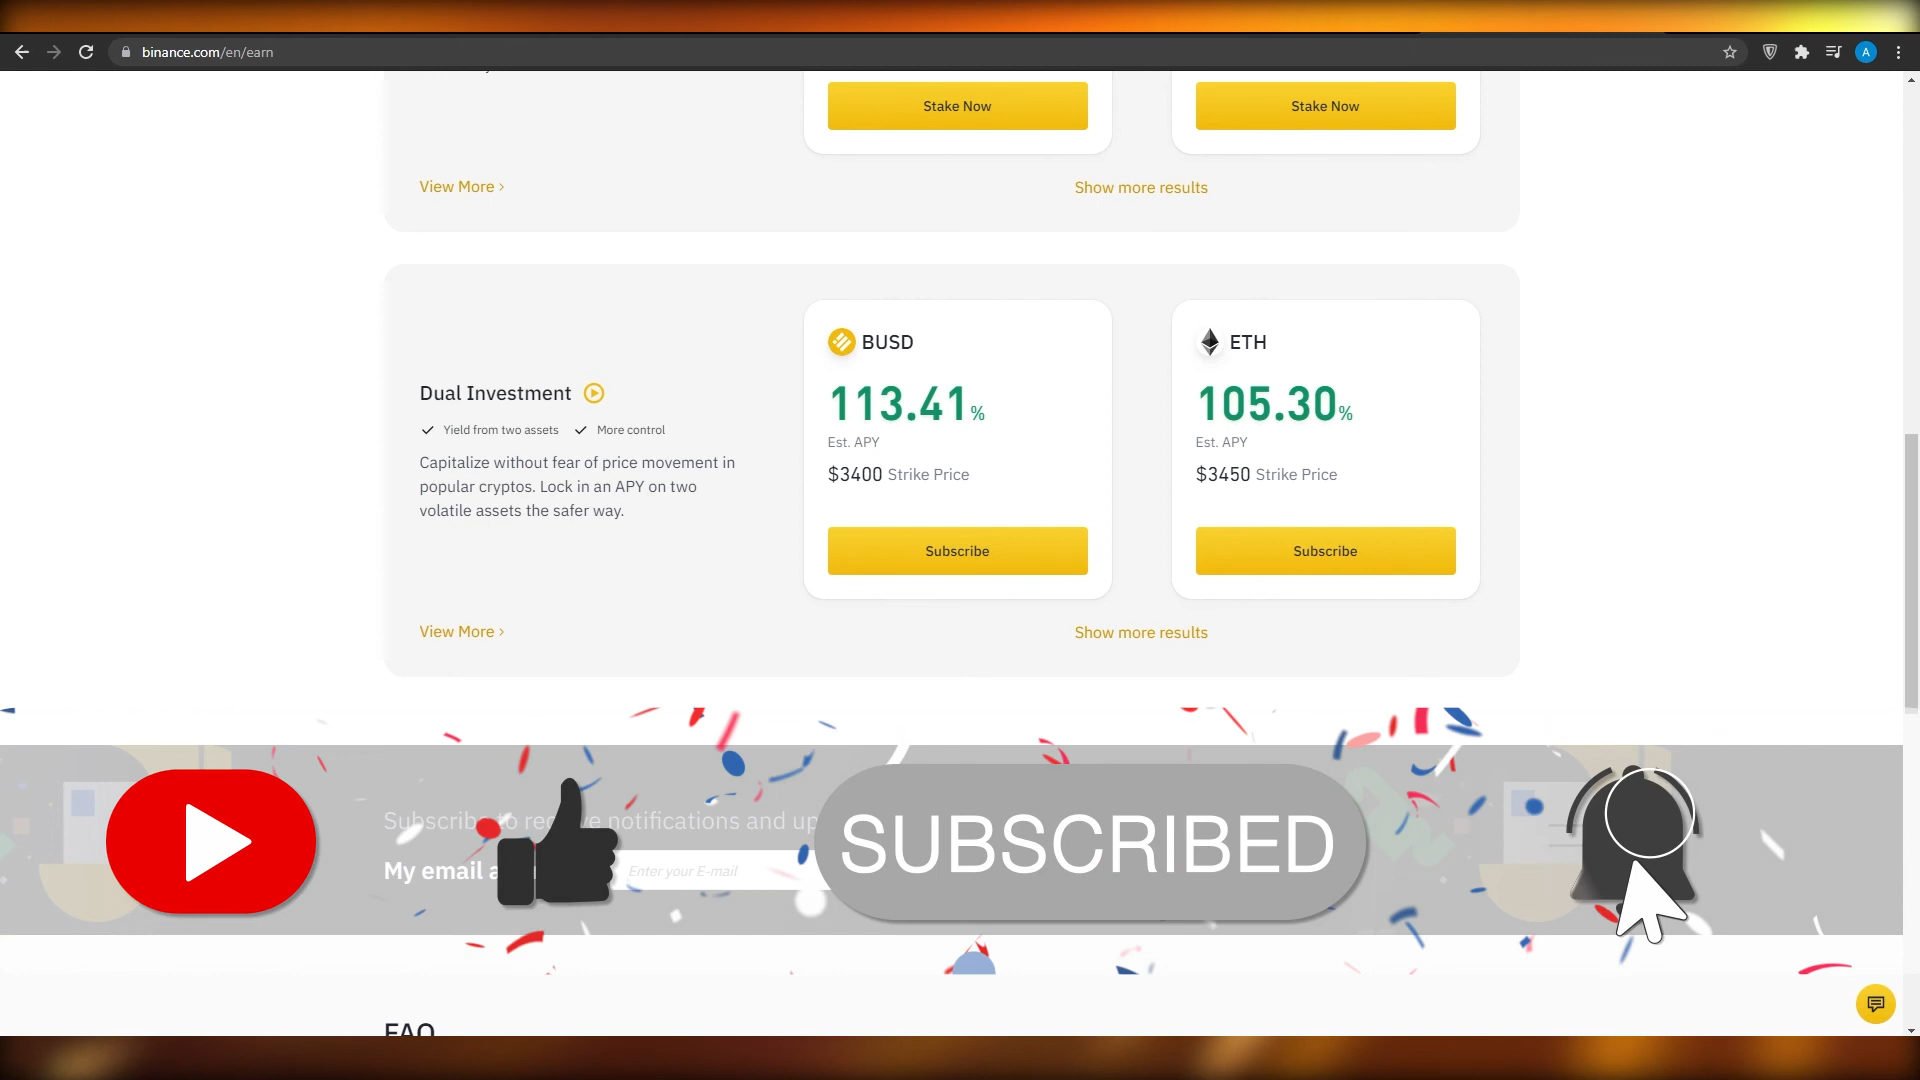 binance.com/en/earn
A
Stake Now
Stake Now
View More ›
Show more results
Dual Investment
Yield from two assets
More control
Capitalize without fear of price movement in
popular cryptos. Lock in an APY on two
volatile assets the safer way.
BUSD
113.41%
Est. APY
$3400 Strike Price
Subscribe
ETH
105.30%
Est. APY
$3450 Strike Price
Subscribe
View More ›
Show more results
Subscribe to notifications and
My email
Enter your E-mail
SUBSCRIBED
FAQ